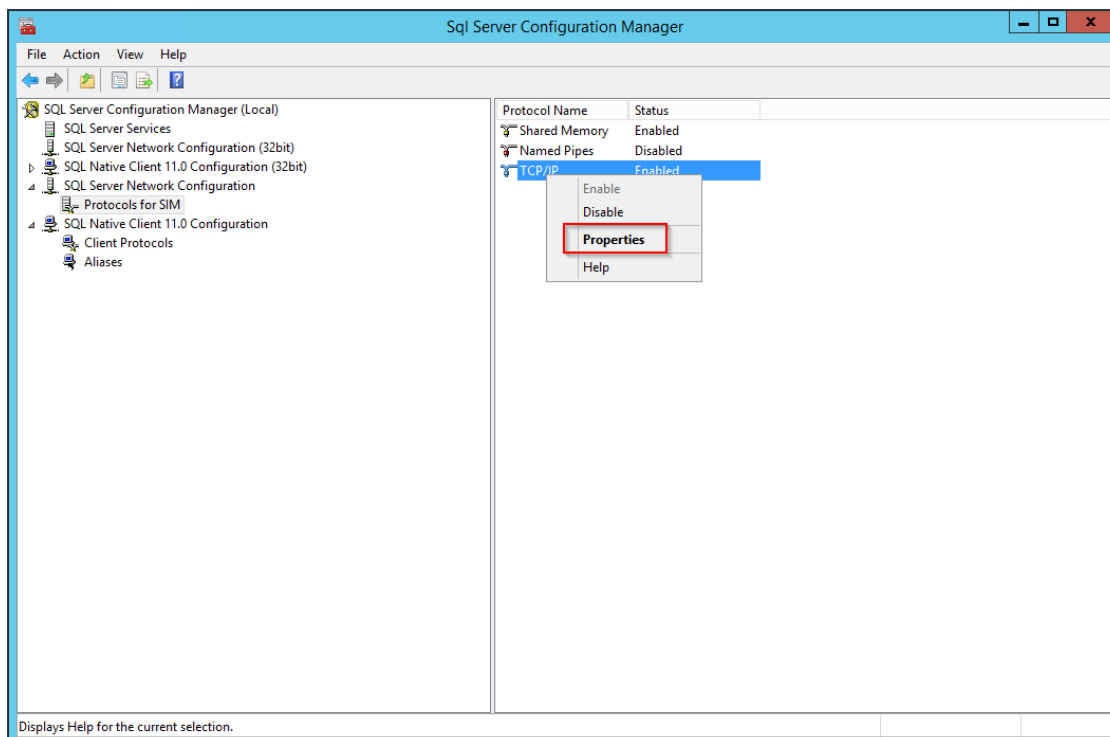 Sql Server Configuration Manager
File Action View Help
SQL Server Configuration Manager (Local)
SQL Server Services
SQL Server Network Configuration (32bit)
SQL Native Client 11.0 Configuration (32bit)
SQL Server Network Configuration
Protocols for SIM
SQL Native Client 11.0 Configuration
Client Protocols
Aliases
Protocol Name Status
Shared Memory Enabled
Named Pipes Disabled
TCP/IP Enabled
Enable
Disable
Properties
Help
Displays Help for the current selection.